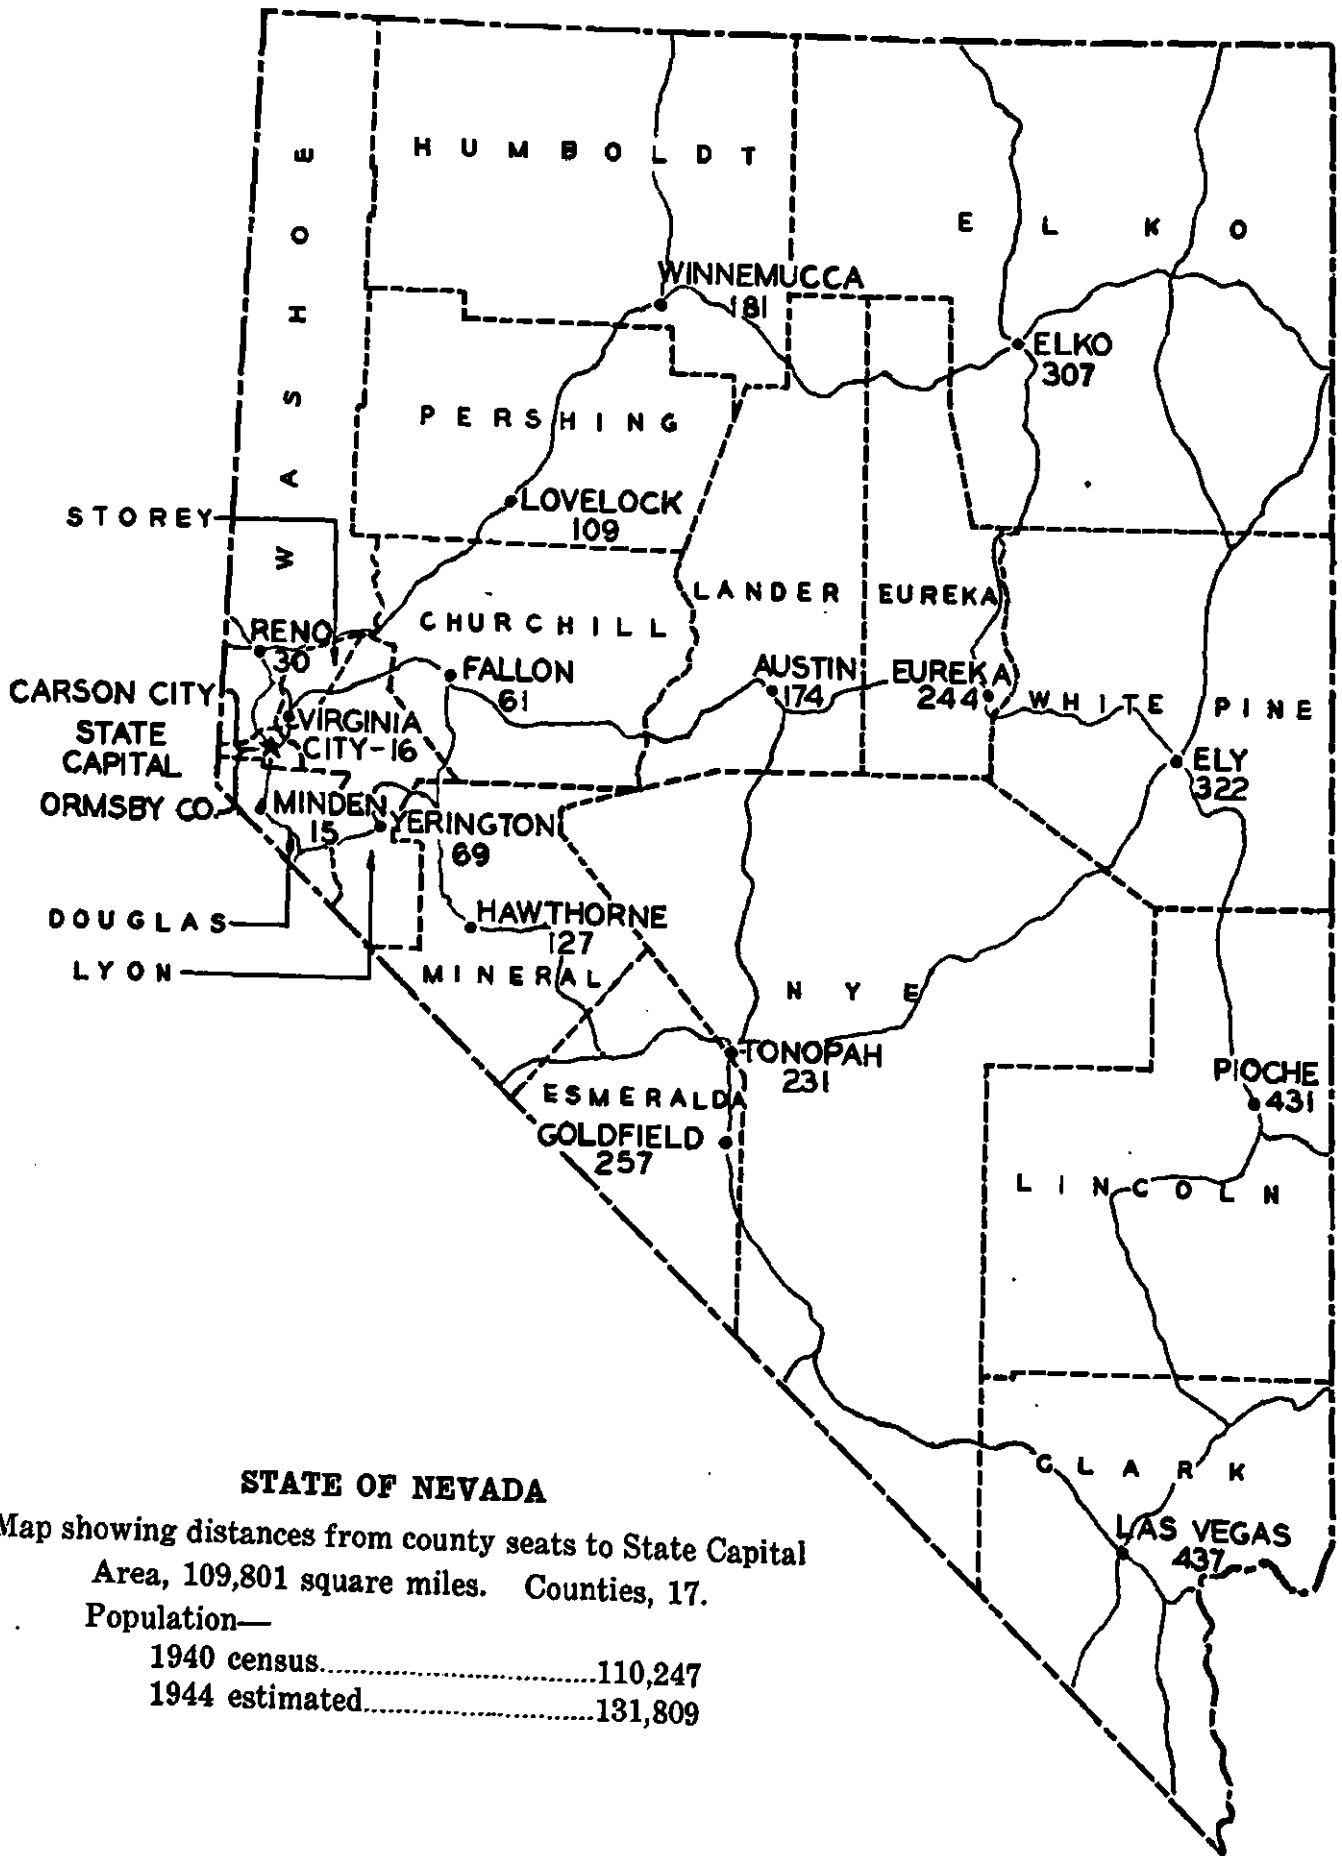 WASHOE
HUMBOLDT
ELKO
WINNEMUCCA
181
ELKO
307
PERSHING
LOVELOCK
109
STOREY
LANDER
EUREKA
CHURCHILL
RENO
30
FALLON
61
AUSTIN
174
EUREKA
244
WHITE PINE
CARSON CITY
STATE
CAPITAL
VIRGINIA
CITY-16
ELY
322
ORMSBY CO.
MINDEN
15
YERINGTON
69
DOUGLAS
HAWTHORNE
127
LYON
MINERAL
NYE
TONOPAH
231
PIOCHE
431
ESMERALDA
GOLDFIELD
257
LINCOLN
CLARK
LAS VEGAS
437
STATE OF NEVADA
Map showing distances from county seats to State Capital
Area, 109,801 square miles. Counties, 17.
Population—
1940 census..............................110,247
1944 estimated..........................131,809